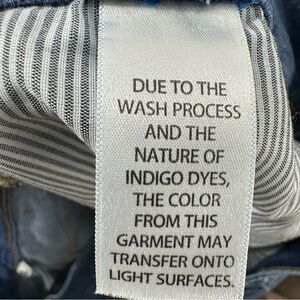 DUE TO THE
WASH PROCESS
AND THE
NATURE OF
INDIGO DYES,
THE COLOR
FROM THIS
GARMENT MAY
TRANSFER ONTO
LIGHT SURFACES.